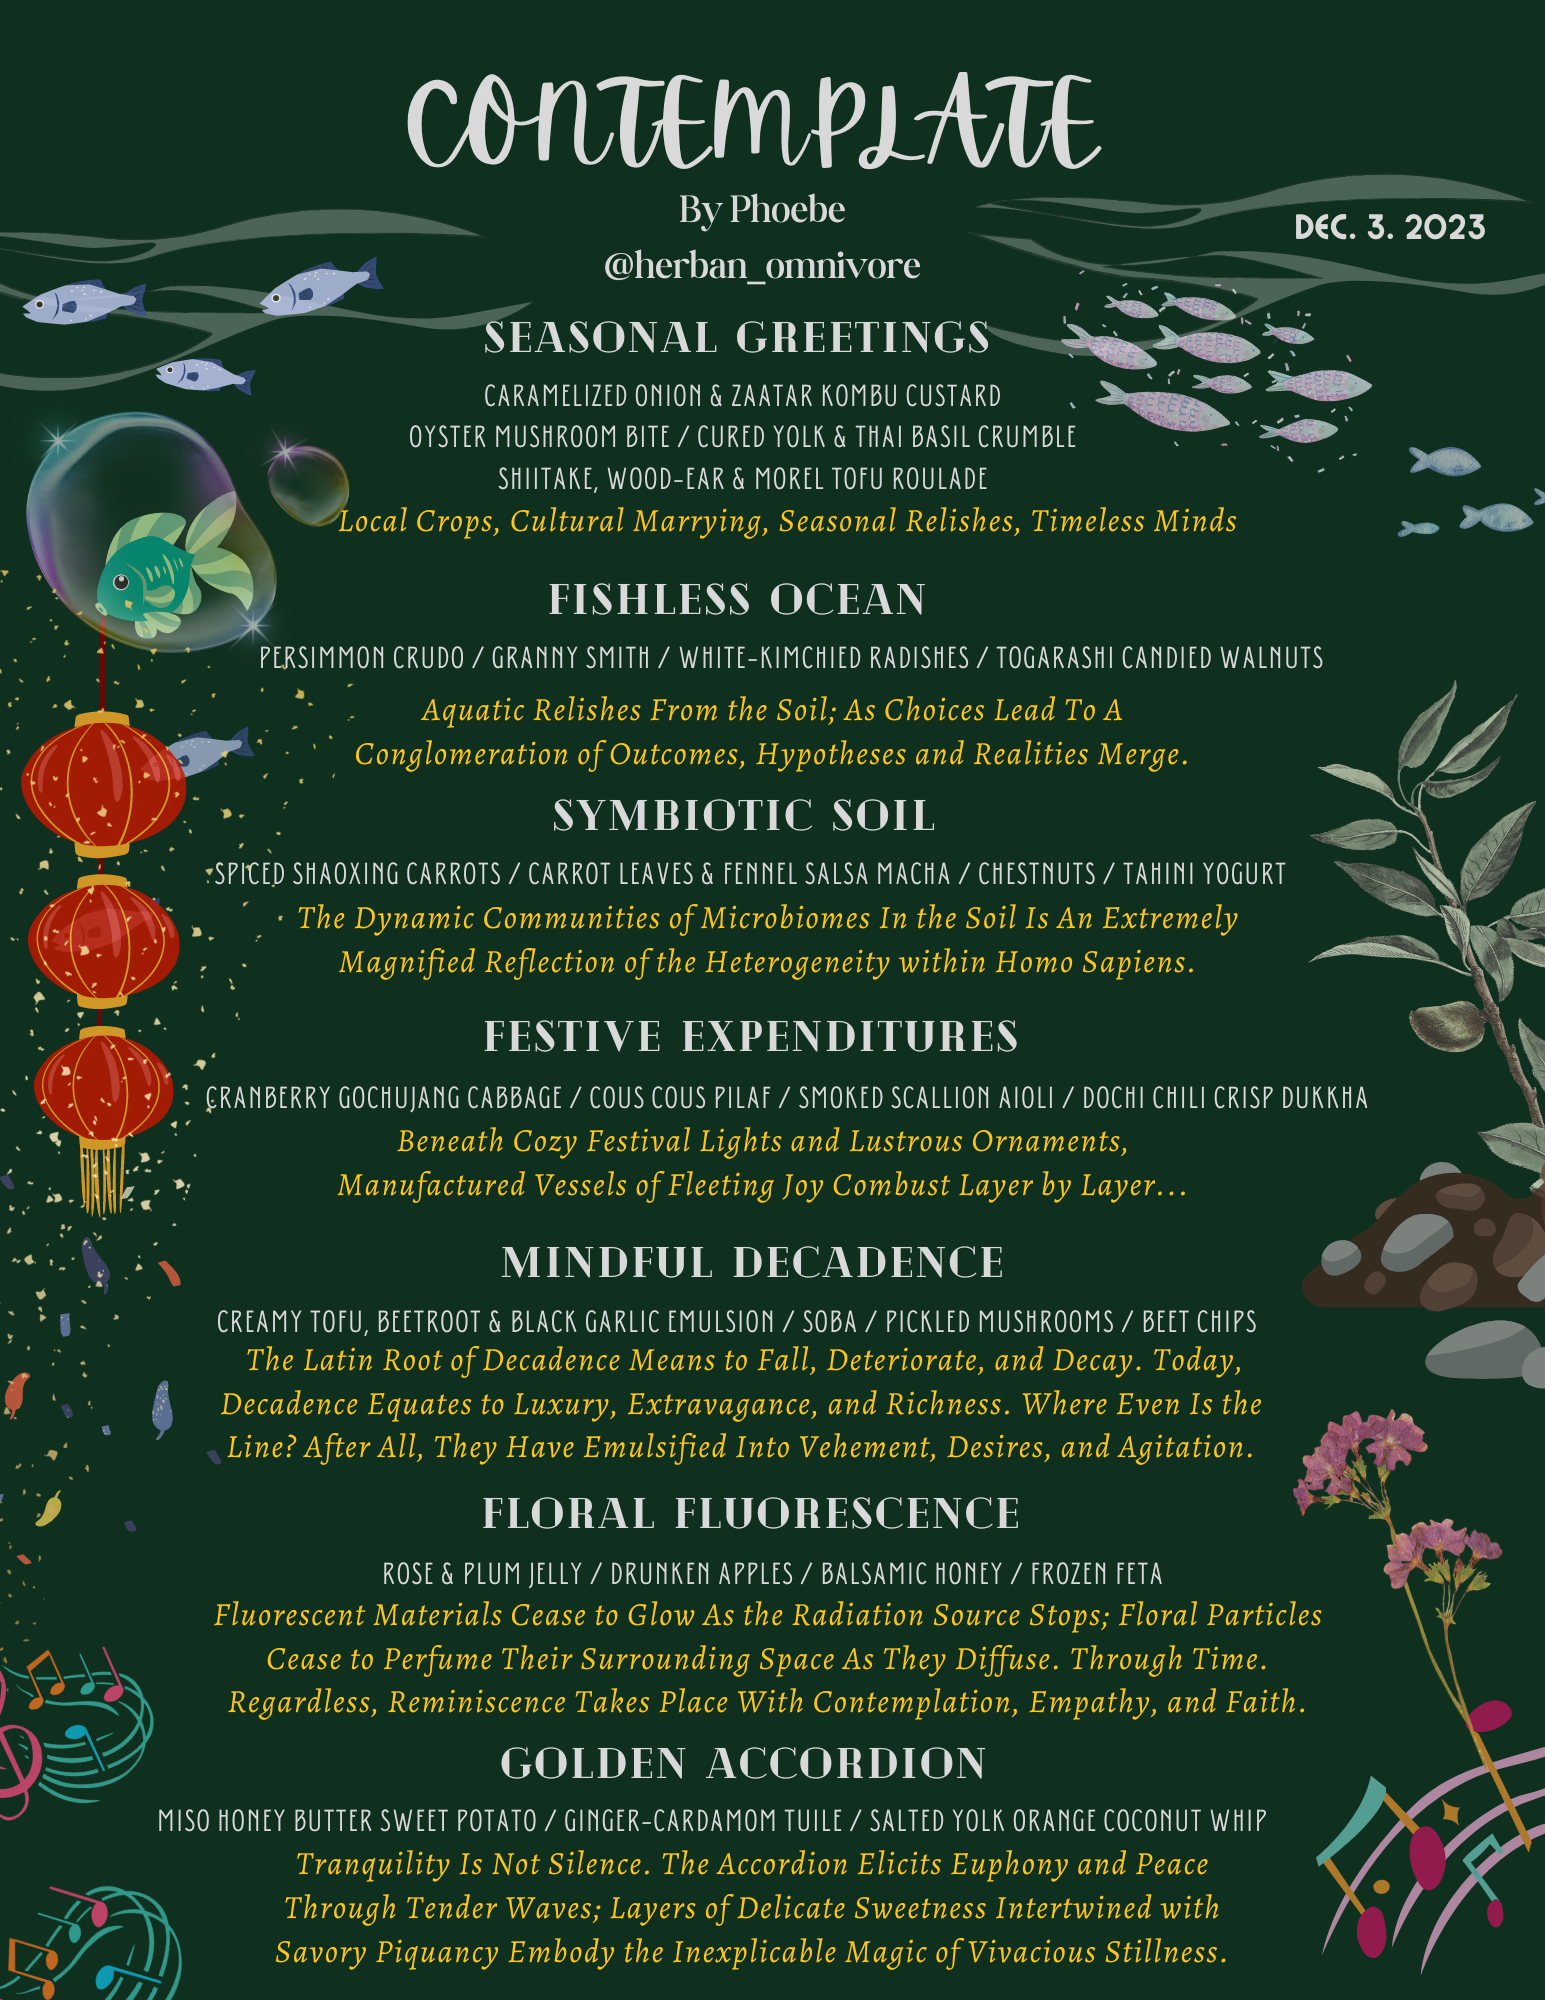 CONTEMPLATE
By Phoebe
@herban_omnivore
DEC. 3. 2023
SEASONAL GREETINGS
CARAMELIZED ONION & ZAATAR KOMBU CUSTARD
OYSTER MUSHROOM BITE / CURED YOLK & THAI BASIL CRUMBLE
SHIITAKE, WOOD-EAR & MOREL TOFU ROULADE
Local Crops, Cultural Marrying, Seasonal Relishes, Timeless Minds
FISHLESS OCEAN
PERSIMMON CRUDO / GRANNY SMITH / WHITE-KIMCHIED RADISHES / TOGARASHI CANDIED WALNUTS
Aquatic Relishes From the Soil; As Choices Lead To A
Conglomeration of Outcomes, Hypotheses and Realities Merge.
SYMBIOTIC SOIL
SPICED SHAOXING CARROTS / CARROT LEAVES & FENNEL SALSA MACHA / CHESTNUTS / TAHINI YOGURT
The Dynamic Communities of Microbiomes In the Soil Is An Extremely
Magnified Reflection of the Heterogeneity within Homo Sapiens.
FESTIVE EXPENDITURES
CRANBERRY GOCHUJANG CABBAGE / COUS COUS PILAF / SMOKED SCALLION AIOLI / DOCHI CHILI CRISP DUKKHA
Beneath Cozy Festival Lights and Lustrous Ornaments,
Manufactured Vessels of Fleeting Joy Combust Layer by Layer...
MINDFUL DECADENCE
CREAMY TOFU, BEETROOT & BLACK GARLIC EMULSION / SOBA / PICKLED MUSHROOMS / BEET CHIPS
The Latin Root of Decadence Means to Fall, Deteriorate, and Decay. Today,
Decadence Equates to Luxury, Extravagance, and Richness. Where Even Is the
Line? After All, They Have Emulsified Into Vehement, Desires, and Agitation.
FLORAL FLUORESCENCE
ROSE & PLUM JELLY / DRUNKEN APPLES / BALSAMIC HONEY / FROZEN FETA
Fluorescent Materials Cease to Glow As the Radiation Source Stops; Floral Particles
Cease to Perfume Their Surrounding Space As They Diffuse. Through Time.
Regardless, Reminiscence Takes Place With Contemplation, Empathy, and Faith.
GOLDEN ACCORDION
MISO HONEY BUTTER SWEET POTATO / GINGER-CARDAMOM TUILE / SALTED YOLK ORANGE COCONUT WHIP
Tranquility Is Not Silence. The Accordion Elicits Euphony and Peace
Through Tender Waves; Layers of Delicate Sweetness Intertwined with
Savory Piquancy Embody the Inexplicable Magic of Vivacious Stillness.